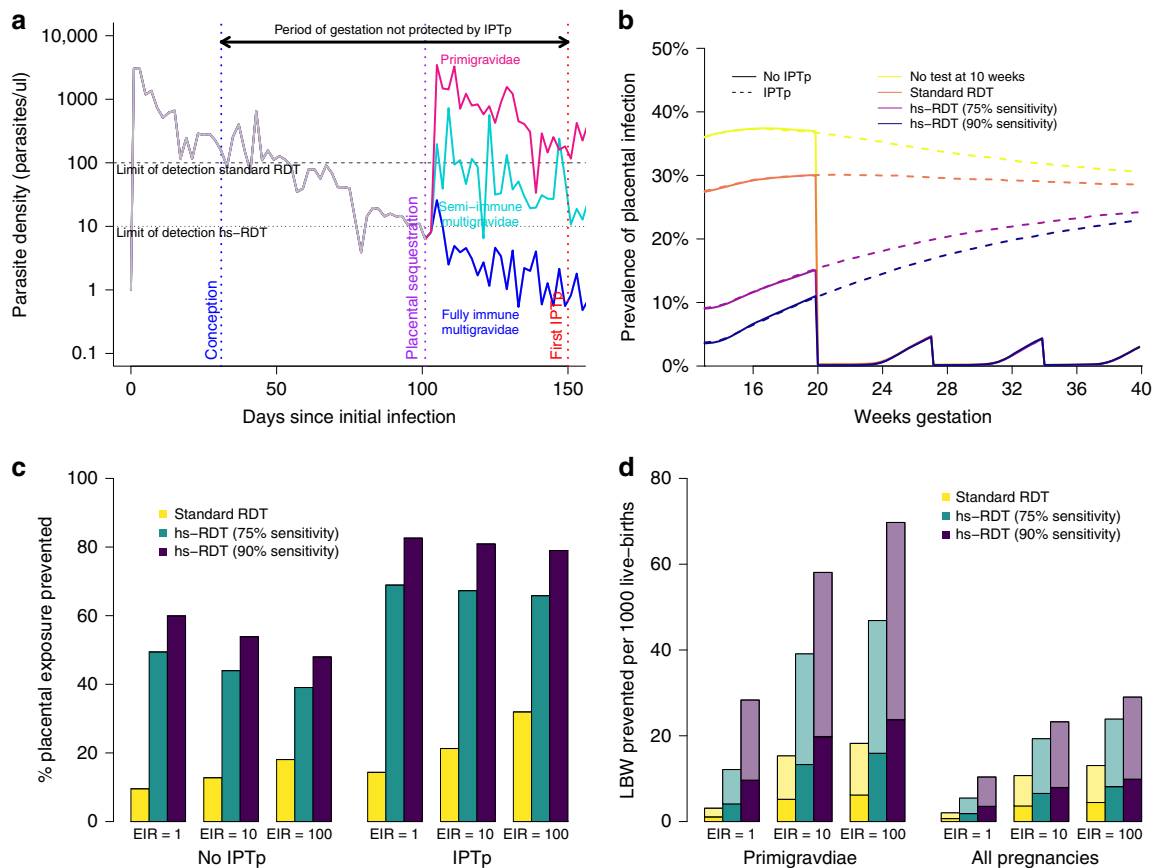 a
Parasite density (parasites/ul)
10,000
1000
100
10
1
0.1
Period of gestation not protected by IPTp
Primigravidae
Limit of detection standard RDT
Semi−immune
multigravidae
Limit of detection hs−RDT
Fully immune
multigravidae
Conception
Placental sequestration
First IPTp
0
50
100
150
Days since initial infection
b
Prevalence of placental infection
50%
40%
30%
20%
10%
0%
No IPTp
IPTp
No test at 10 weeks
Standard RDT
hs−RDT (75% sensitivity)
hs−RDT (90% sensitivity)
16
20
24
28
32
36
40
Weeks gestation
c
% placental exposure prevented
100
80
60
40
20
0
Standard RDT
hs−RDT (75% sensitivity)
hs−RDT (90% sensitivity)
EIR = 1
EIR = 10
EIR = 100
EIR = 1
EIR = 10
EIR = 100
No IPTp
IPTp
d
LBW prevented per 1000 live−births
80
60
40
20
0
Standard RDT
hs−RDT (75% sensitivity)
hs−RDT (90% sensitivity)
EIR = 1
EIR = 10
EIR = 100
EIR = 1
EIR = 10
EIR = 100
Primigravdiae
All pregnancies